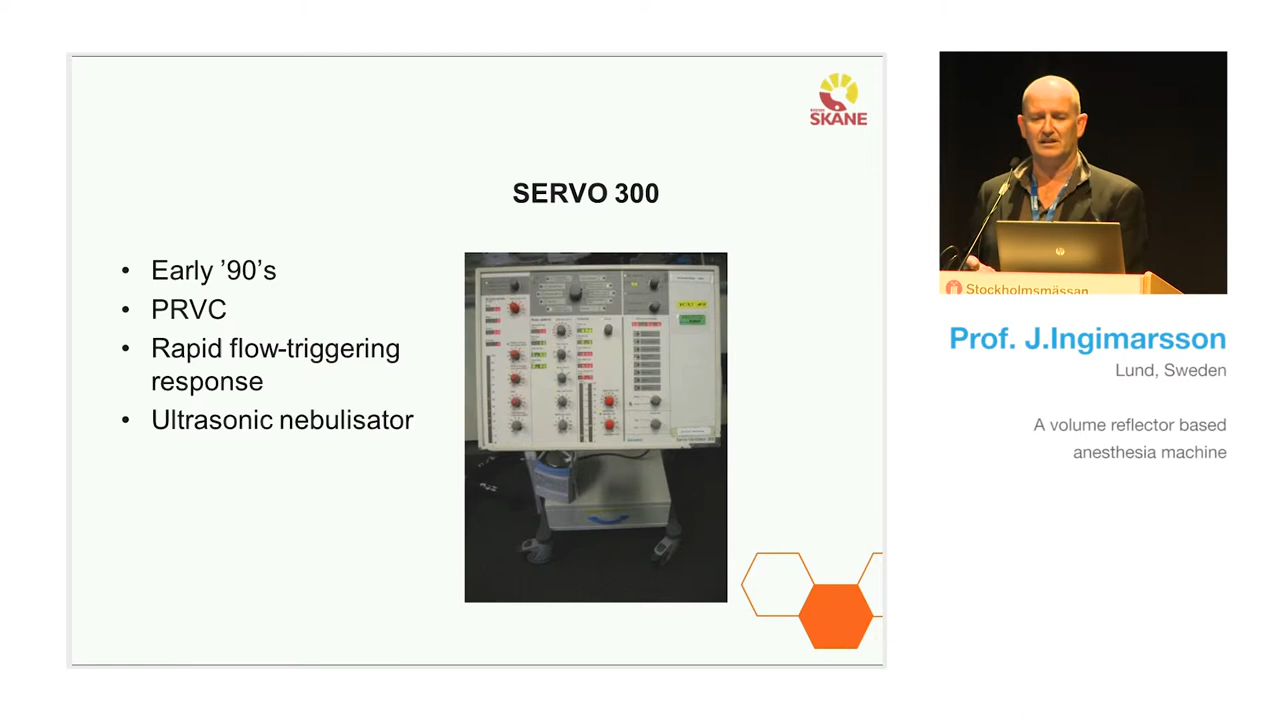 REGION
SKÅNE
SERVO 300
• Early ’90’s
• PRVC
• Rapid flow-triggering
response
• Ultrasonic nebulisator
Stockholmsmässan
Prof. J.Ingimarsson
Lund, Sweden
A volume reflector based
anesthesia machine